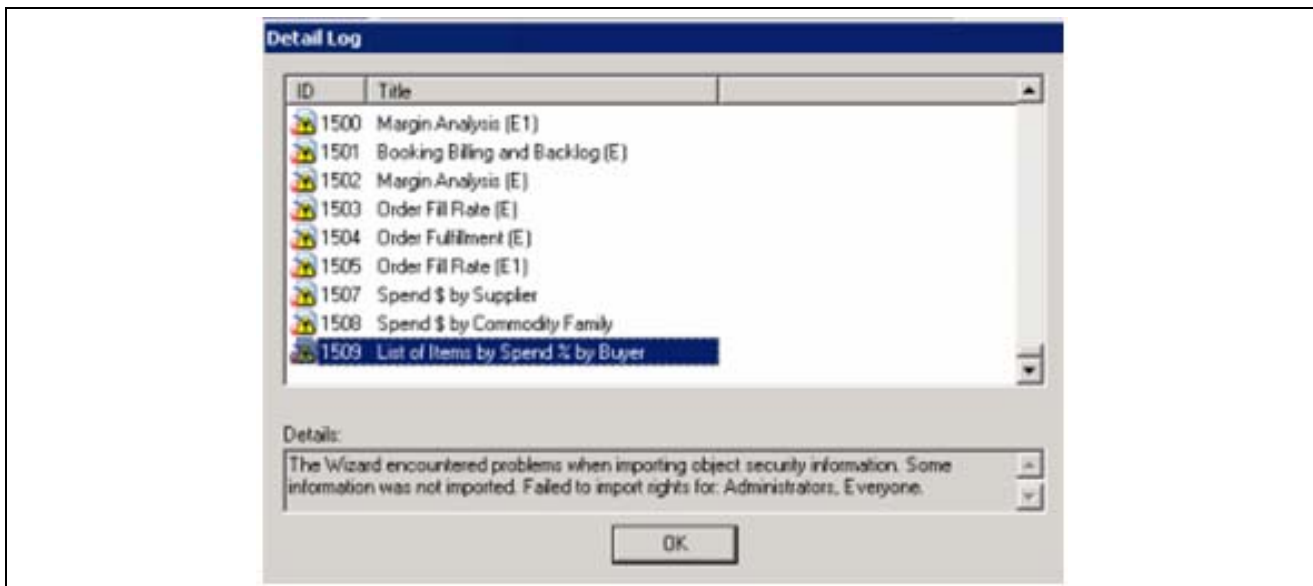 Detail Log
ID Title
1500 Margin Analysis (E1)
1501 Booking Billing and Backlog (E)
1502 Margin Analysis (E)
1503 Order Fill Rate (E)
1504 Order Fulfillment (E)
1505 Order Fill Rate (E1)
1507 Spend $ by Supplier
1508 Spend $ by Commodity Family
1509 List of Items by Spend % by Buyer
Details:
The Wizard encountered problems when importing object security information. Some
information was not imported. Failed to import rights for: Administrators, Everyone.
OK